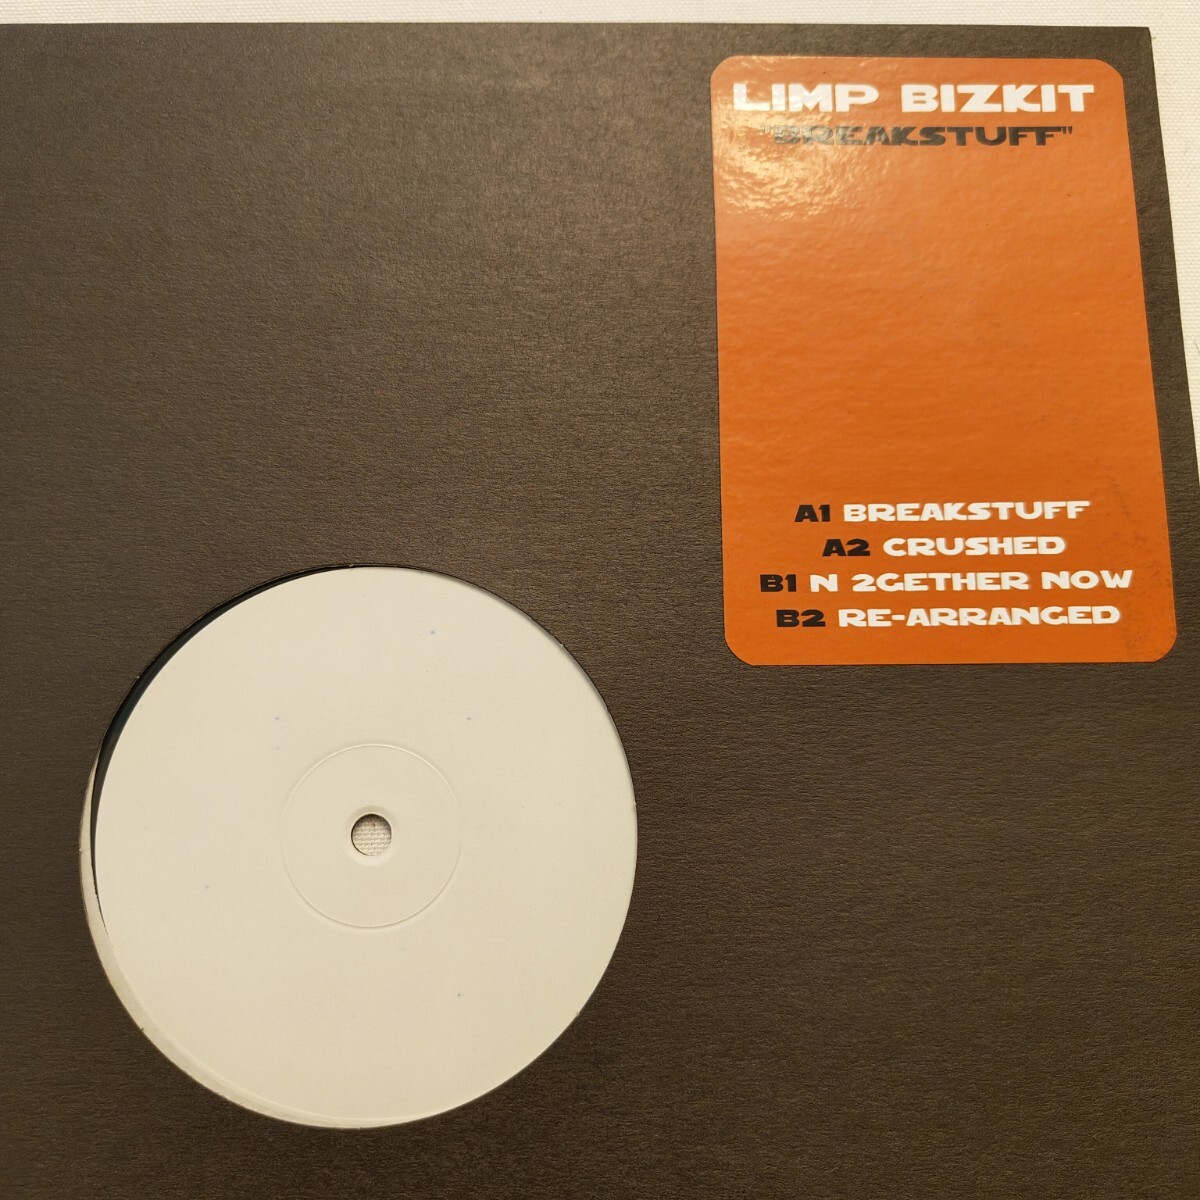 LIMP BIZKIT
"BREAKSTUFF"
A1 BREAKSTUFF
A2 CRUSHED
B1 N 2GETHER NOW
B2 RE-ARRANGED